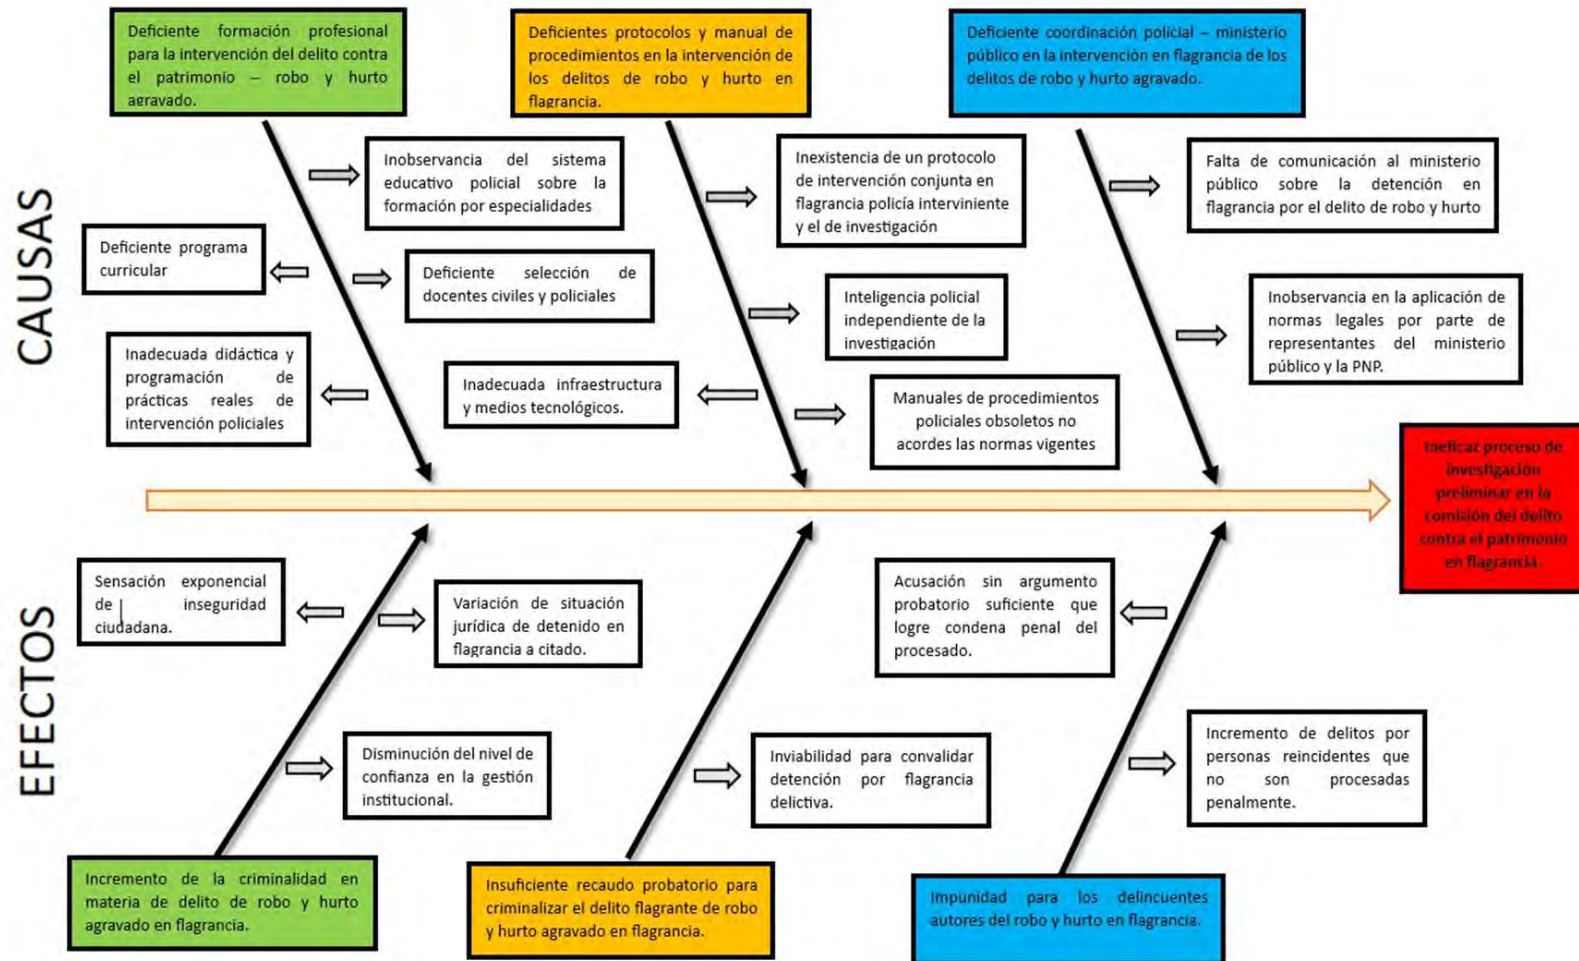 Deficiente formación profesional
para la intervención del delito contra
el patrimonio – robo y hurto
agravado.
Deficientes protocolos y manual de
procedimientos en la intervención de
los delitos de robo y hurto en
flagrancia.
Deficiente coordinación policial – ministerio
público en la intervención en flagrancia de los
delitos de robo y hurto agravado.
CAUSAS
Inobservancia del sistema
educativo policial sobre la
formación por especialidades
Deficiente programa
curricular
Deficiente selección de
docentes civiles y policiales
Inadecuada didáctica y
programación de
prácticas reales de
intervención policiales
Inexistencia de un protocolo
de intervención conjunta en
flagrancia policía interviniente
y el de investigación
Inteligencia policial
independiente de la
investigación
Inadecuada infraestructura
y medios tecnológicos.
Manuales de procedimientos
policiales obsoletos no
acordes las normas vigentes
Falta de comunicación al ministerio
público sobre la detención en
flagrancia por el delito de robo y hurto
Inobservancia en la aplicación de
normas legales por parte de
representantes del ministerio
público y la PNP.
Ineficaz proceso de
investigación
preliminar en la
comisión del delito
contra el patrimonio
en flagrancia.
EFECTOS
Sensación exponencial
de inseguridad
ciudadana.
Variación de situación
jurídica de detenido en
flagrancia a citado.
Disminución del nivel de
confianza en la gestión
institucional.
Acusación sin argumento
probatorio suficiente que
logre condena penal del
procesado.
Inviabilidad para convalidar
detención por flagrancia
delictiva.
Incremento de delitos por
personas reincidentes que
no son procesadas
penalmente.
Incremento de la criminalidad en
materia de delito de robo y hurto
agravado en flagrancia.
Insuficiente recaudo probatorio para
criminalizar el delito flagrante de robo
y hurto agravado en flagrancia.
Impunidad para los delincuentes
autores del robo y hurto en flagrancia.